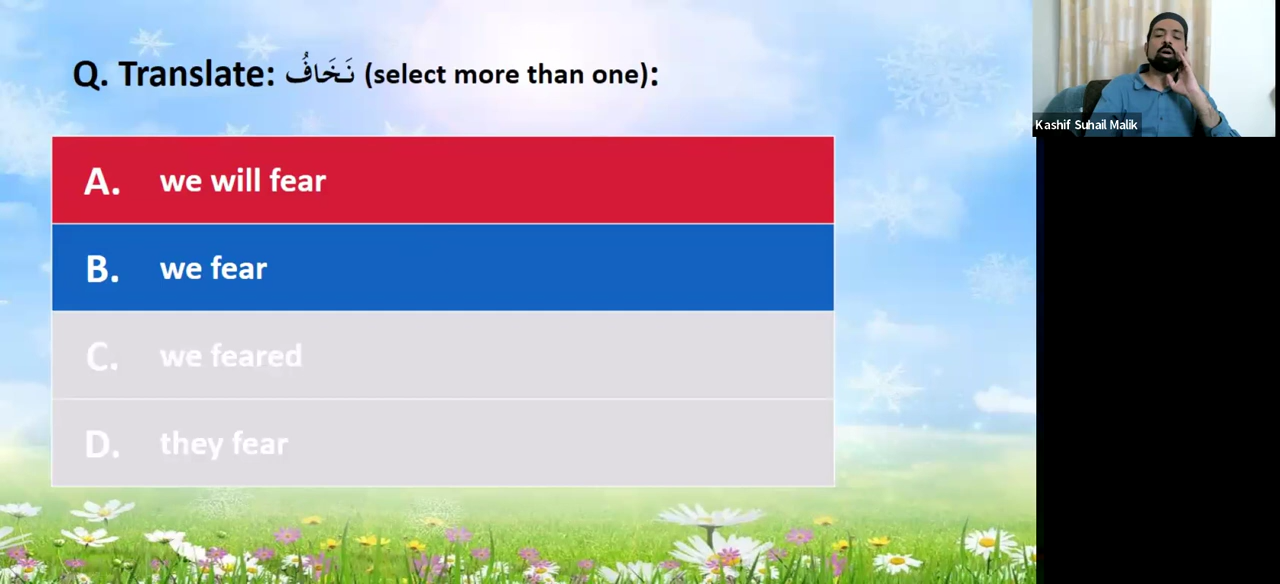 Q. Translate: نَخَافُ (select more than one):
A. we will fear
B. we fear
C. we feared
D. they fear
Kashif Suhail Malik